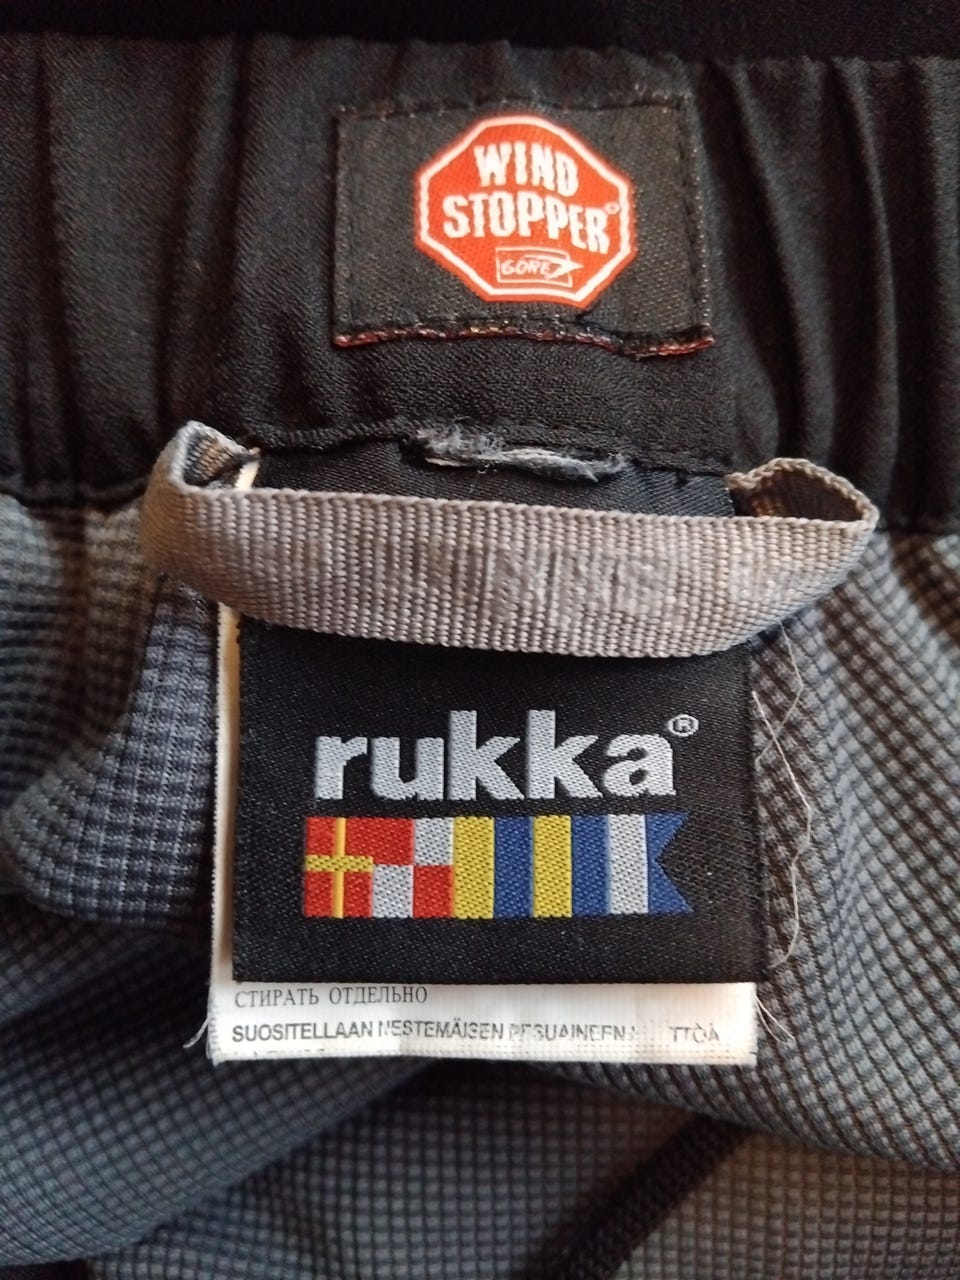 WIND
STOPPER®
GORE
rukka®
СТИРАТЬ ОТДЕЛЬНО
SUOSITELLAAN NESTEMÄISEN PESUAINEEN